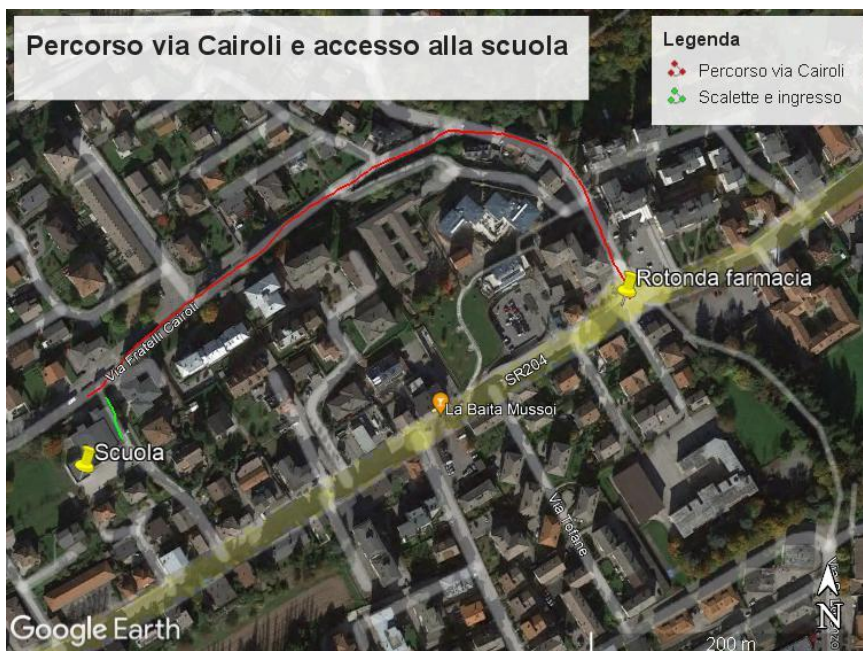 Percorso via Cairoli e accesso alla scuola
Legenda
Percorso via Cairoli
Scalette e ingresso
Rotonda farmacia
Via Fratelli Cairoli
SR204
La Baita Mussoi
Scuola
Via Tofane
N
Google Earth
200 m